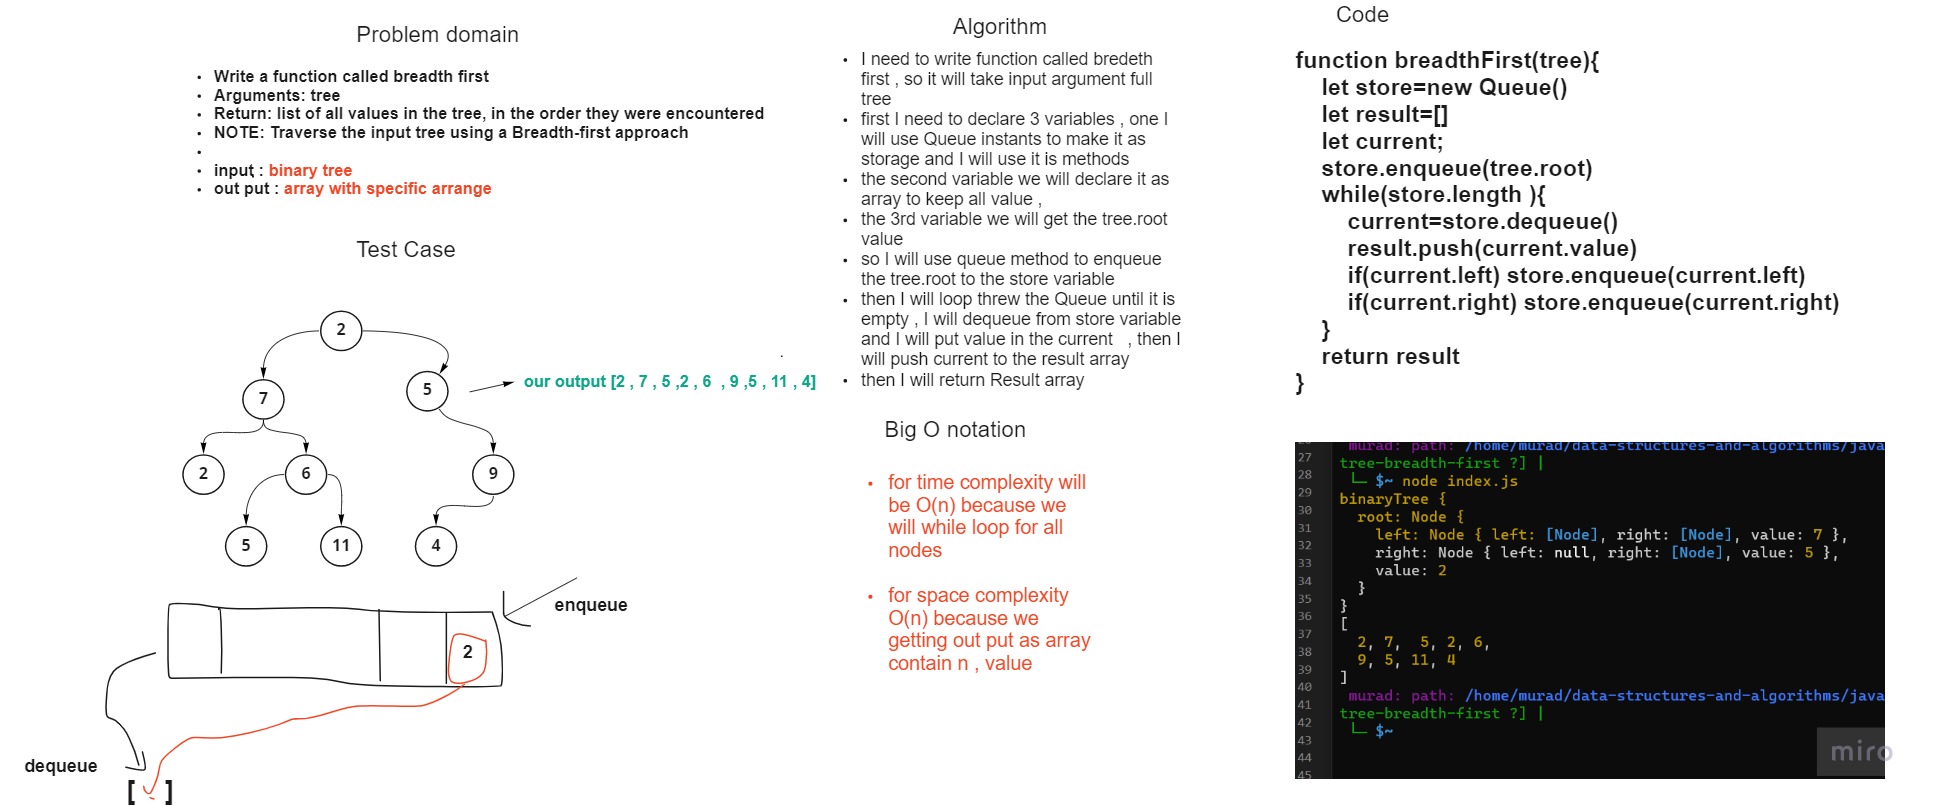 Problem domain
Write a function called breadth first
Arguments: tree
Return: list of all values in the tree, in the order they were encountered
NOTE: Traverse the input tree using a Breadth-first approach
input : binary tree
out put : array with specific arrange
Test Case
2
7
5
our output [2 , 7 , 5 ,2 , 6 , 9 ,5 , 11 , 4]
2
6
9
5
11
4
enqueue
2
dequeue
[ ]
Algorithm
I need to write function called bredeth
first , so it will take input argument full
tree
first I need to declare 3 variables , one I
will use Queue instants to make it as
storage and I will use it is methods
the second variable we will declare it as
array to keep all value ,
the 3rd variable we will get the tree.root
value
so I will use queue method to enqueue
the tree.root to the store variable
then I will loop threw the Queue until it is
empty , I will dequeue from store variable
and I will put value in the current , then I
will push current to the result array
then I will return Result array
Big O notation
for time complexity will
be O(n) because we
will while loop for all
nodes
for space complexity
O(n) because we
getting out put as array
contain n , value
Code
function breadthFirst(tree){
let store=new Queue()
let result=[]
let current;
store.enqueue(tree.root)
while(store.length ){
current=store.dequeue()
result.push(current.value)
if(current.left) store.enqueue(current.left)
if(current.right) store.enqueue(current.right)
}
return result
}
murad: path: /home/murad/data-structures-and-algorithms/java
27 tree-breadth-first ?] |
28 └─ $~ node index.js
29 binaryTree {
30 root: Node {
31 left: Node { left: [Node], right: [Node], value: 7 },
32 right: Node { left: null, right: [Node], value: 5 },
33 value: 2
34 }
35 }
36 [
37 2, 7, 5, 2, 6,
38 9, 5, 11, 4
39 ]
40 murad: path: /home/murad/data-structures-and-algorithms/java
41 tree-breadth-first ?] |
42 └─ $~
43
44
45
miro